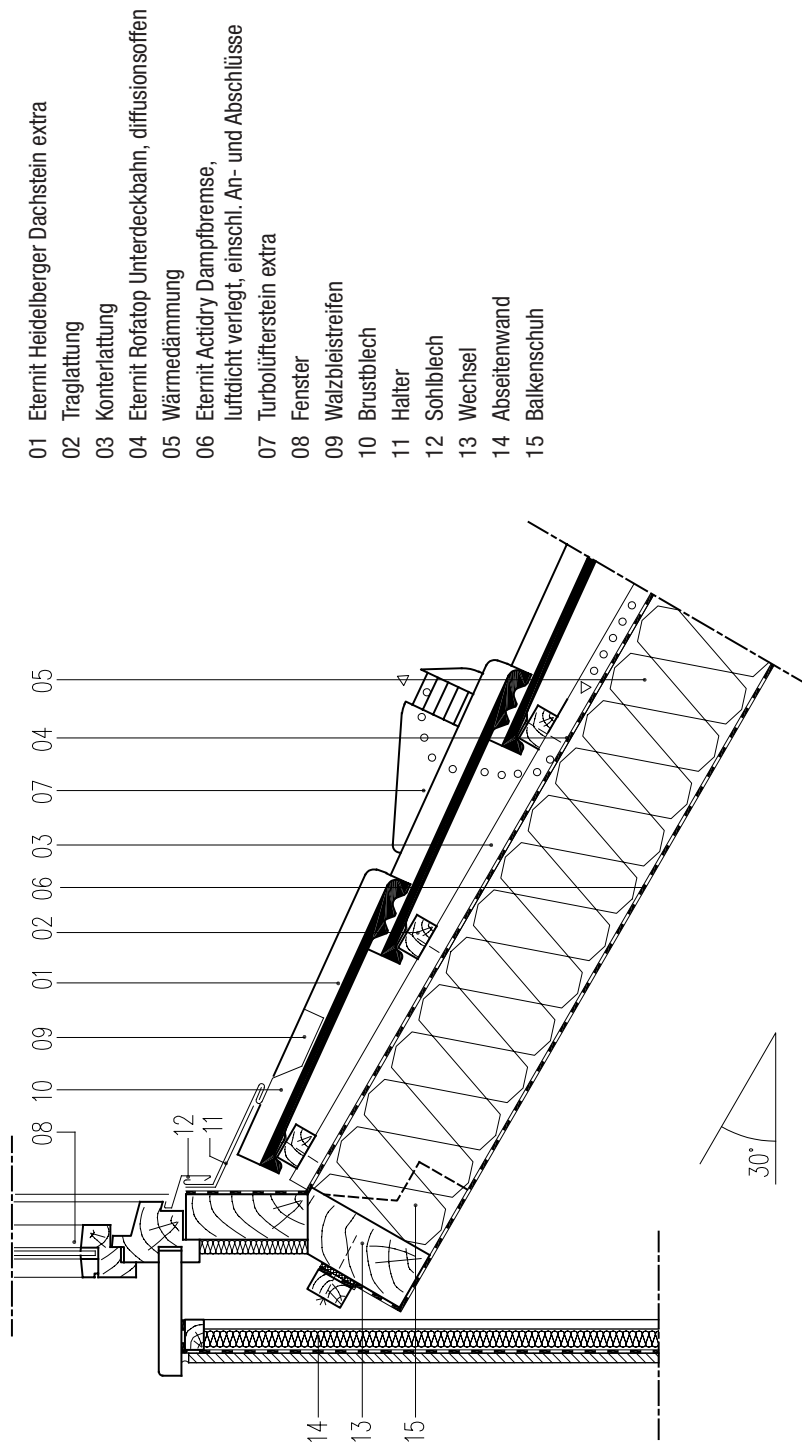 01 Eternit Heidelberger Dachstein extra
02 Traglattung
03 Konterlattung
04 Eternit Rofatop Unterdeckbahn, diffusionsoffen
05 Wärmedämmung
06 Eternit Actidry Dampfbremse,
luftdicht verlegt, einschl. An- und Abschlüsse
07 Turbolüfterstein extra
08 Fenster
09 Walzbleistreifen
10 Brustblech
11 Halter
12 Sohlblech
13 Wechsel
14 Abseitenwand
15 Balkenschuh
08
10
09
01
02
06
03
07
04
05
12
11
14
13
15
30°